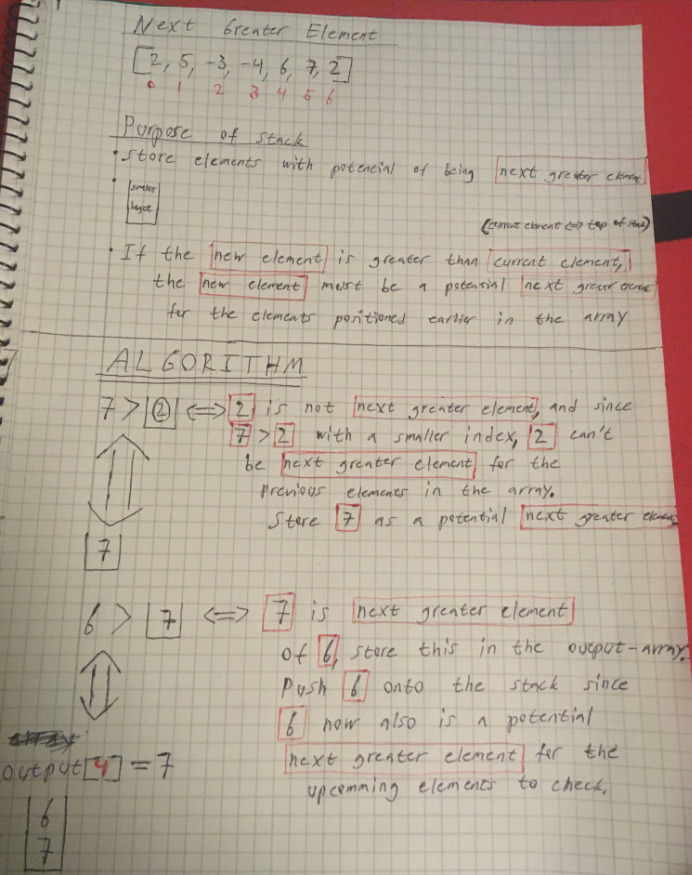 Next Greater Element
[2, 5, -3, -4, 6, 7, 2]
0 1 2 3 4 5 6
Purpose of stack
• store elements with potential of being next greater element
• smaller
larger
(current element <=> top of stack)
• If the new element is greater than current element,
the new element must be a potential next greater element
for the elements positioned earlier in the array
ALGORITHM
7 > 2 <=> 2 is not next greater element, and since
7 > 2 with a smaller index, 2 can't
be next greater element for the
previous elements in the array.
Store 7 as a potential next greater element
7
6 > 7 <=> 7 is next greater element
of 6, store this in the output-array.
Push 6 onto the stack since
6 now also is a potential
next greater element for the
upcomming elements to check.
output[4] = 7
6
7